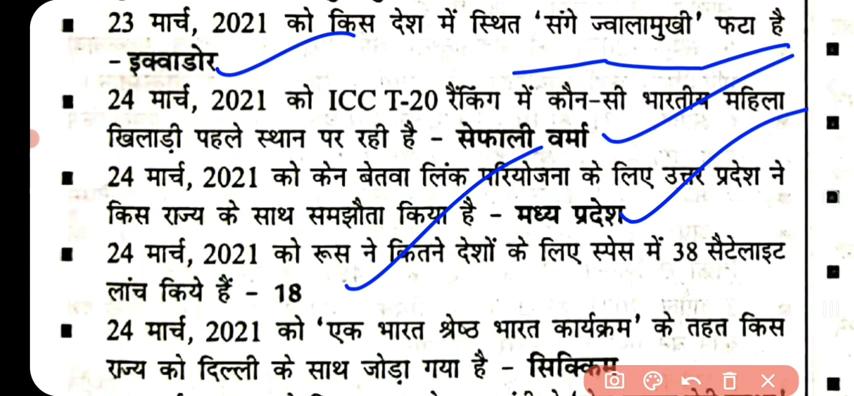 ■ 23 मार्च, 2021 को किस देश में स्थित ‘संगे ज्वालामुखी’ फटा है
– इक्वाडोर
■ 24 मार्च, 2021 को ICC T-20 रैंकिंग में कौन-सी भारतीय महिला
खिलाड़ी पहले स्थान पर रही है – सेफाली वर्मा
■ 24 मार्च, 2021 को केन बेतवा लिंक परियोजना के लिए उत्तर प्रदेश ने
किस राज्य के साथ समझौता किया है – मध्य प्रदेश
■ 24 मार्च, 2021 को रूस ने कितने देशों के लिए स्पेस में 38 सैटेलाइट
लांच किये हैं – 18
■ 24 मार्च, 2021 को ‘एक भारत श्रेष्ठ भारत कार्यक्रम’ के तहत किस
राज्य को दिल्ली के साथ जोड़ा गया है – सिक्किम